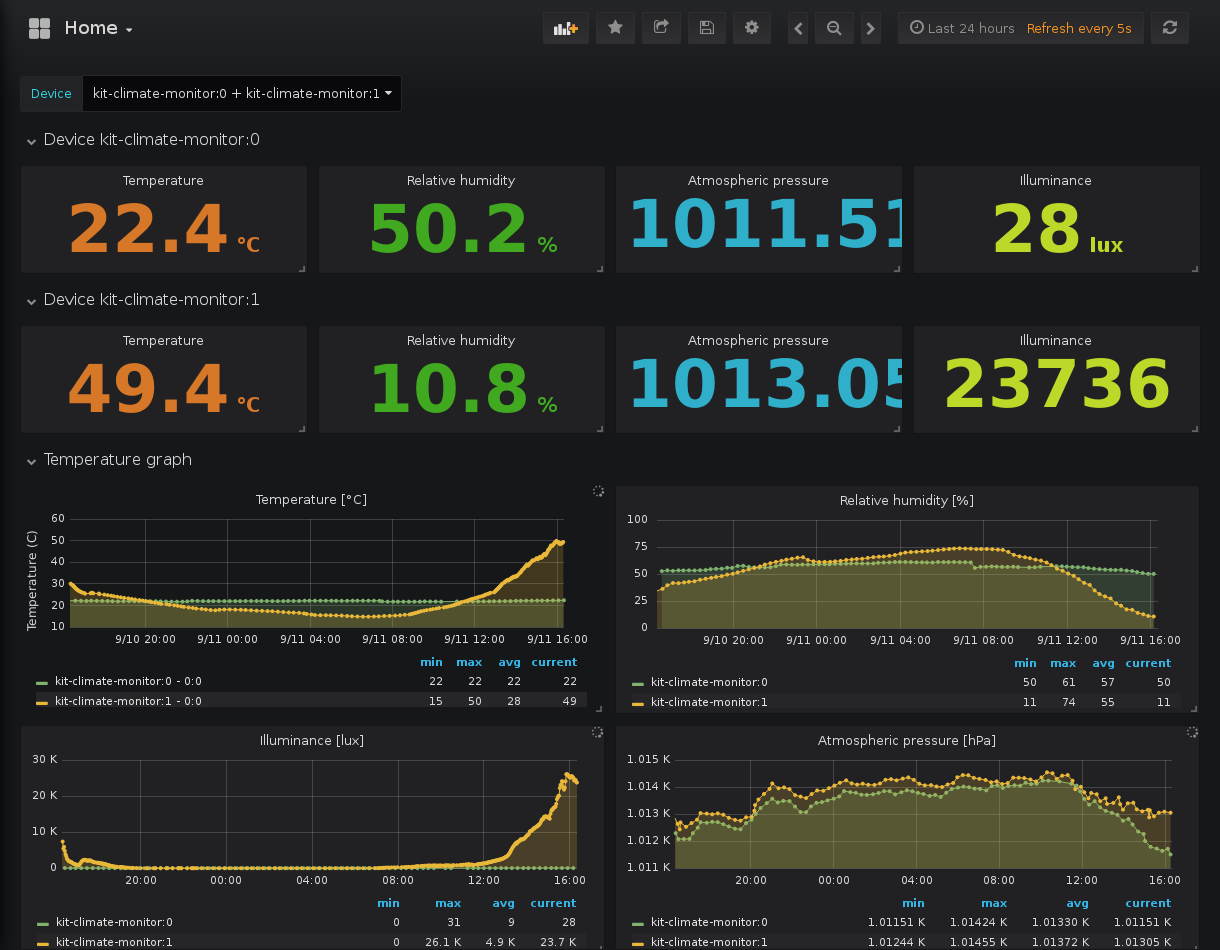 Home
Last 24 hours Refresh every 5s
Device kit-climate-monitor:0 + kit-climate-monitor:1
Device kit-climate-monitor:0
Temperature Relative humidity Atmospheric pressure Illuminance
22.4 °C 50.2 % 1011.51 28 lux
Device kit-climate-monitor:1
Temperature Relative humidity Atmospheric pressure Illuminance
49.4 °C 10.8 % 1013.05 23736
Temperature graph
Temperature [°C]
Temperature (C)
60
50
40
30
20
10
9/10 20:00 9/11 00:00 9/11 04:00 9/11 08:00 9/11 12:00 9/11 16:00
min max avg current
kit-climate-monitor:0 - 0:0 22 22 22 22
kit-climate-monitor:1 - 0:0 15 50 28 49
Relative humidity [%]
100
75
50
25
0
9/10 20:00 9/11 00:00 9/11 04:00 9/11 08:00 9/11 12:00 9/11 16:00
min max avg current
kit-climate-monitor:0 50 61 57 50
kit-climate-monitor:1 11 74 55 11
Illuminance [lux]
30 K
20 K
10 K
0
20:00 00:00 04:00 08:00 12:00 16:00
min max avg current
kit-climate-monitor:0 0 31 9 28
kit-climate-monitor:1 0 26.1 K 4.9 K 23.7 K
Atmospheric pressure [hPa]
1.015 K
1.014 K
1.013 K
1.012 K
1.011 K
20:00 00:00 04:00 08:00 12:00 16:00
min max avg current
kit-climate-monitor:0 1.01151 K 1.01424 K 1.01330 K 1.01151 K
kit-climate-monitor:1 1.01244 K 1.01455 K 1.01372 K 1.01305 K